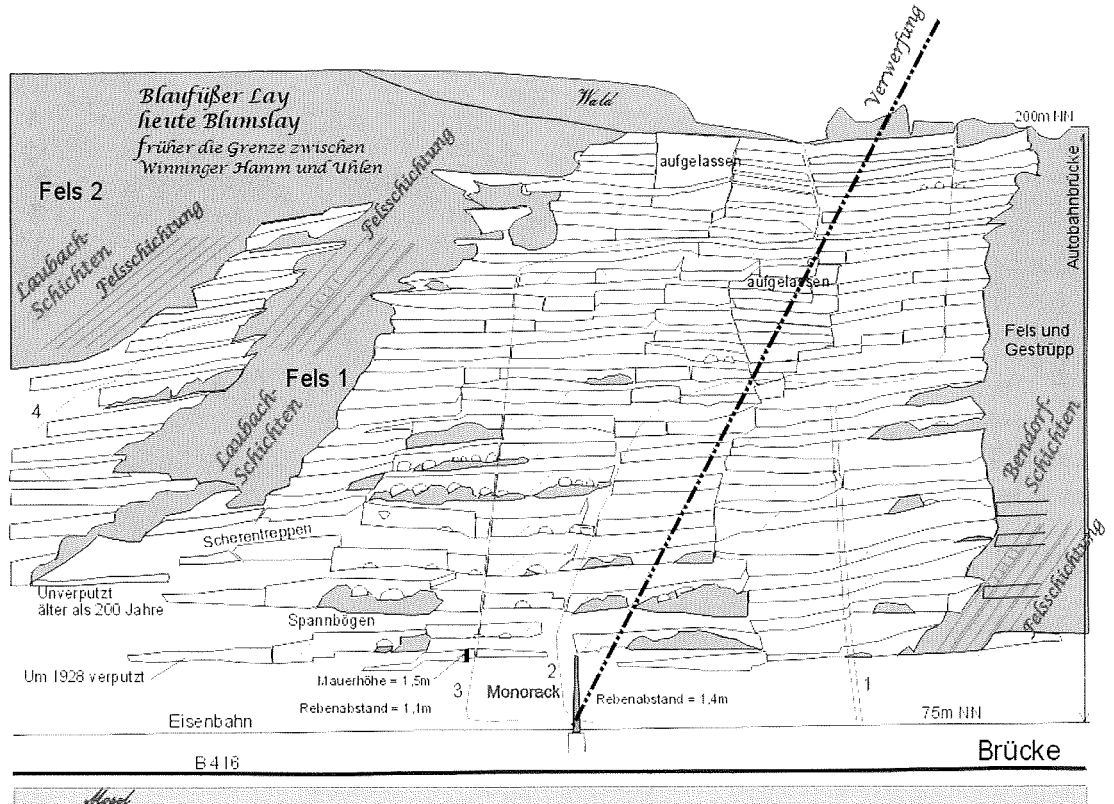 Blaufüßer Lay
heute Blumslay
früher die Grenze zwischen
Winninger Hamm und Uhlen
Wald
Verwerfung
200m NN
aufgelassen
Autobahnbrücke
Fels 2
Felsschichtung
Laubach-
Schichten
Felsschichtung
aufgelassen
Fels und
Gestrüpp
Fels 1
4
Laubach-
Schichten
Bendorf-
Schichten
Felsschichtung
Scherentreppen
Unverputzt
älter als 200 Jahre
Spannbögen
Um 1928 verputzt
Mauerhöhe = 1,5m
3
2
Monorack
Rebenabstand = 1,1m
Rebenabstand = 1,4m
1
75m NN
Eisenbahn
B 416
Brücke
Mosel